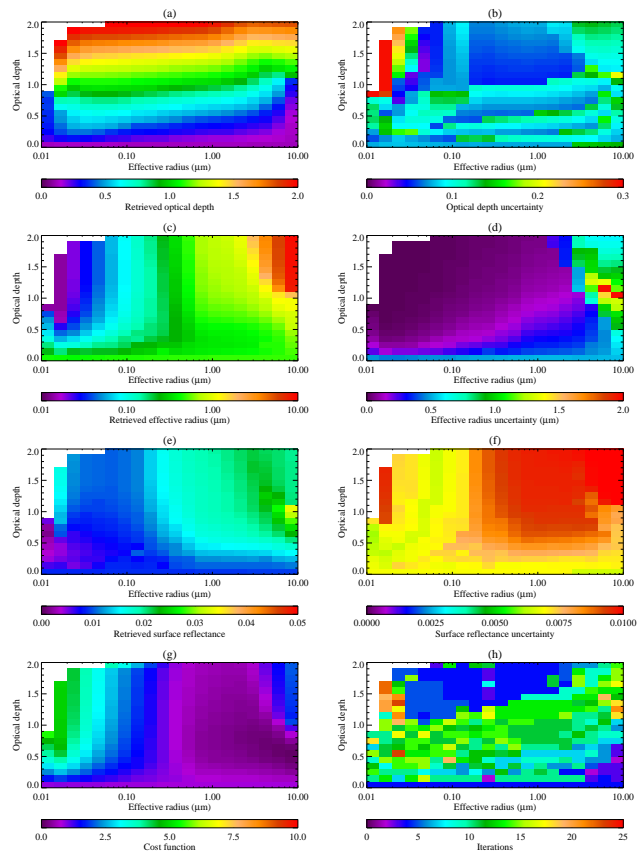 (a)
Optical depth
2.0
1.5
1.0
0.5
0.0
0.01 0.10 1.00 10.00
Effective radius (μm)
0.0 0.5 1.0 1.5 2.0
Retrieved optical depth
(b)
Optical depth
2.0
1.5
1.0
0.5
0.0
0.01 0.10 1.00 10.00
Effective radius (μm)
0.0 0.1 0.2 0.3
Optical depth uncertainty
(c)
Optical depth
2.0
1.5
1.0
0.5
0.0
0.01 0.10 1.00 10.00
Effective radius (μm)
0.01 0.10 1.00 10.00
Retrieved effective radius (μm)
(d)
Optical depth
2.0
1.5
1.0
0.5
0.0
0.01 0.10 1.00 10.00
Effective radius (μm)
0.0 0.5 1.0 1.5 2.0
Effective radius uncertainty (μm)
(e)
Optical depth
2.0
1.5
1.0
0.5
0.0
0.01 0.10 1.00 10.00
Effective radius (μm)
0.00 0.01 0.02 0.03 0.04 0.05
Retrieved surface reflectance
(f)
Optical depth
2.0
1.5
1.0
0.5
0.0
0.01 0.10 1.00 10.00
Effective radius (μm)
0.0000 0.0025 0.0050 0.0075 0.0100
Surface reflectance uncertainty
(g)
Optical depth
2.0
1.5
1.0
0.5
0.0
0.01 0.10 1.00 10.00
Effective radius (μm)
0.0 2.5 5.0 7.5 10.0
Cost function
(h)
Optical depth
2.0
1.5
1.0
0.5
0.0
0.01 0.10 1.00 10.00
Effective radius (μm)
0 5 10 15 20 25
Iterations